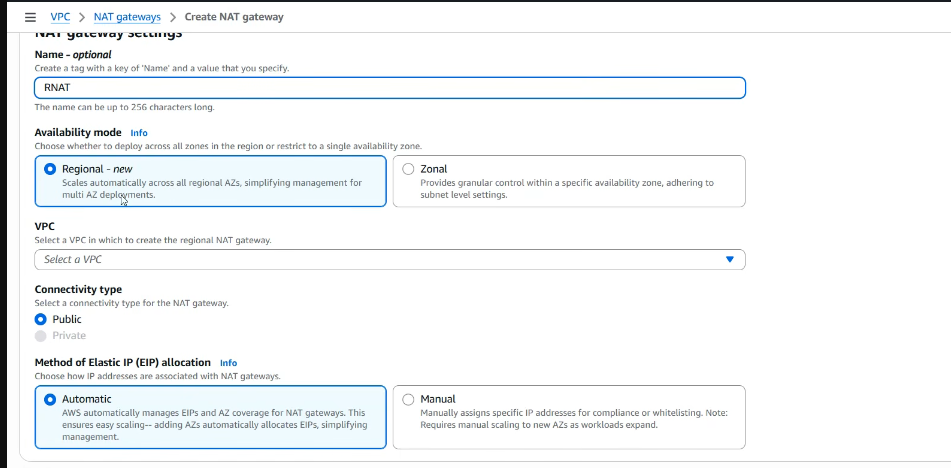 VPC > NAT gateways > Create NAT gateway
NAT gateway settings
Name - optional
Create a tag with a key of 'Name' and a value that you specify.
RNAT
The name can be up to 256 characters long.
Availability mode Info
Choose whether to deploy across all zones in the region or restrict to a single availability zone.
Regional - new
Scales automatically across all regional AZs, simplifying management for
multi AZ deployments.
Zonal
Provides granular control within a specific availability zone, adhering to
subnet level settings.
VPC
Select a VPC in which to create the regional NAT gateway.
Select a VPC
Connectivity type
Select a connectivity type for the NAT gateway.
Public
Private
Method of Elastic IP (EIP) allocation Info
Choose how IP addresses are associated with NAT gateways.
Automatic
AWS automatically manages EIPs and AZ coverage for NAT gateways. This
ensures easy scaling-- adding AZs automatically allocates EIPs, simplifying
management.
Manual
Manually assigns specific IP addresses for compliance or whitelisting. Note:
Requires manual scaling to new AZs as workloads expand.